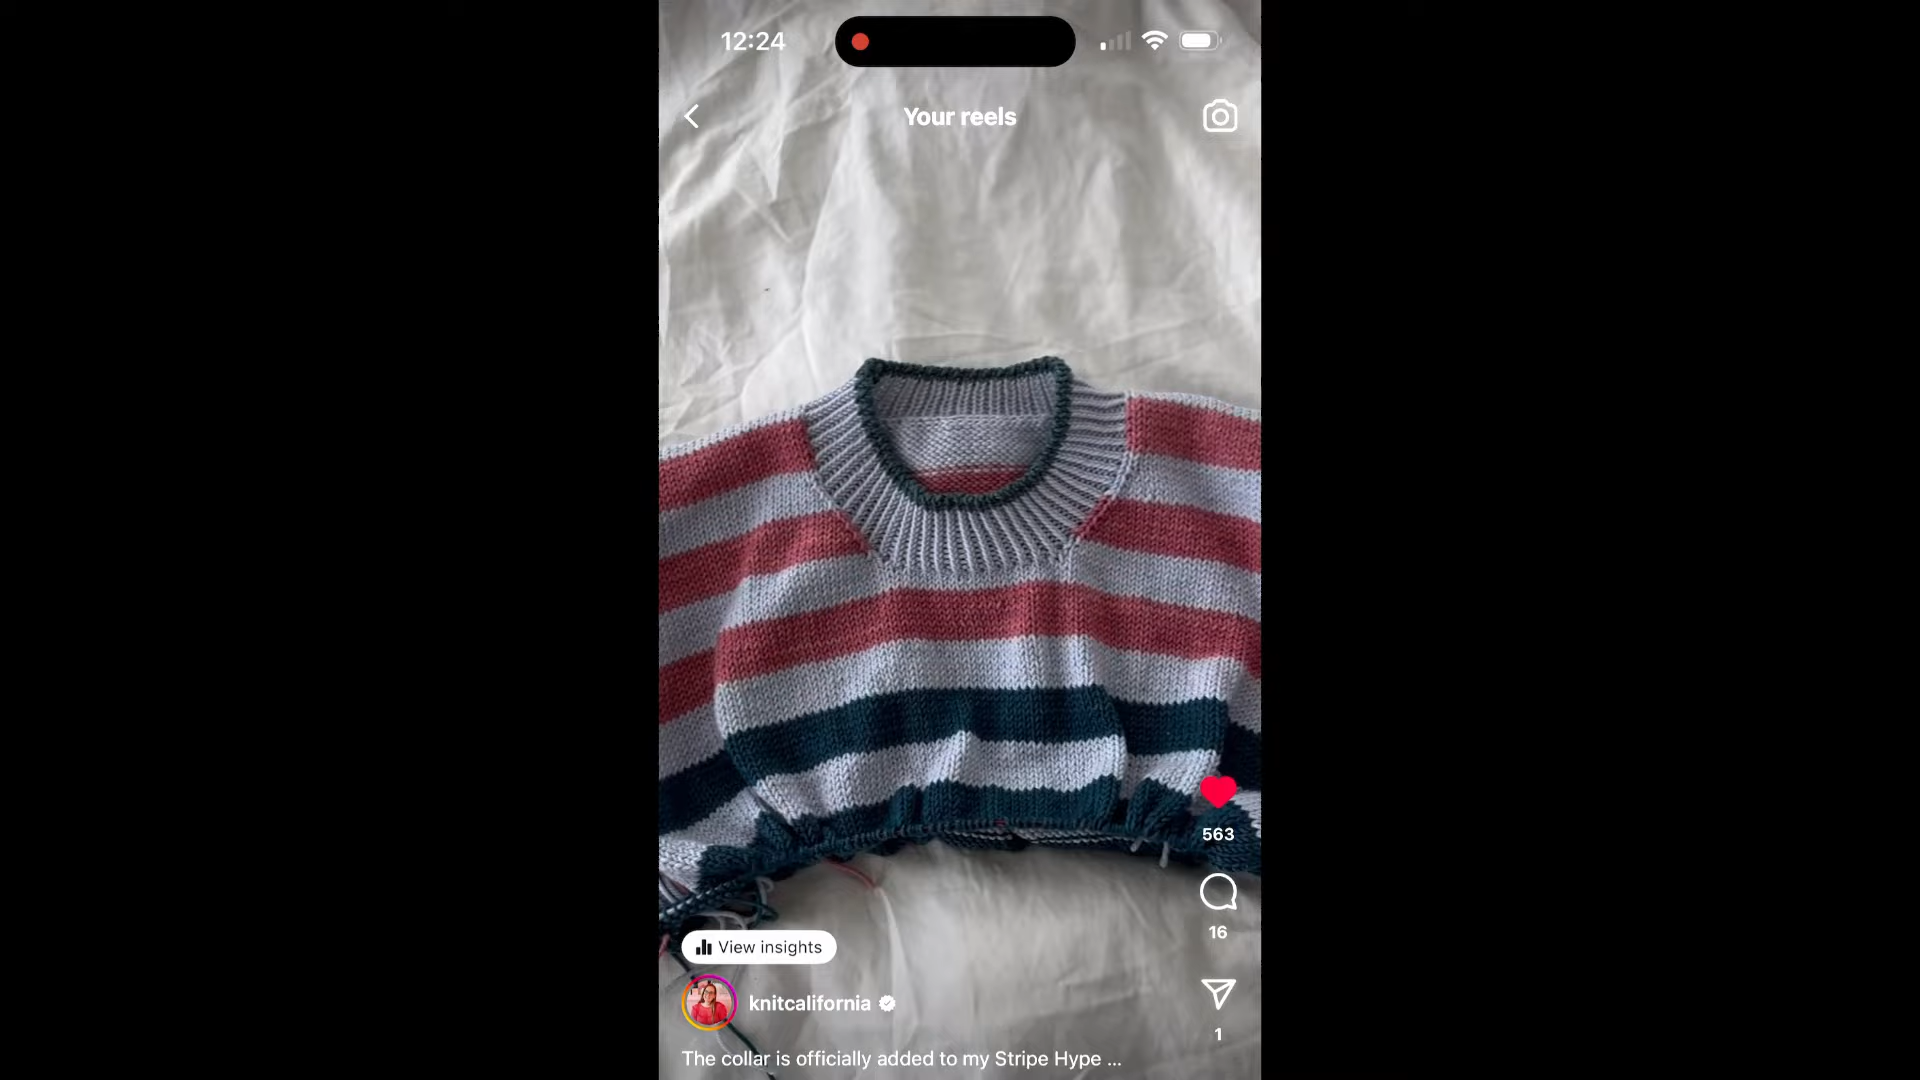 12:24
Your reels
563
16
View insights
knitcalifornia
1
The collar is officially added to my Stripe Hype ...